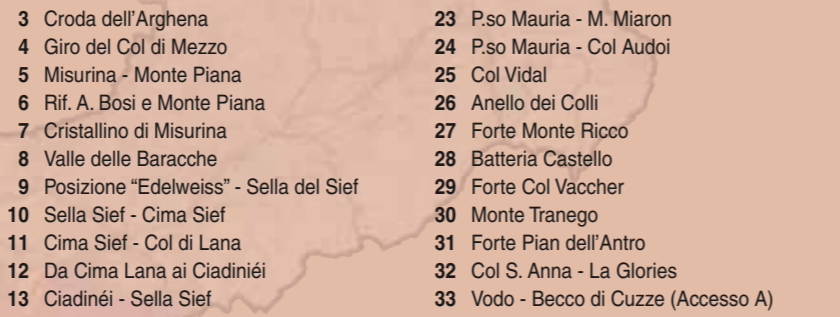 3 Croda dell'Arghena
4 Giro del Col di Mezzo
5 Misurina - Monte Piana
6 Rif. A. Bosi e Monte Piana
7 Cristallino di Misurina
8 Valle delle Baracche
9 Posizione “Edelweiss” - Sella del Sief
10 Sella Sief - Cima Sief
11 Cima Sief - Col di Lana
12 Da Cima Lana ai Ciadiniéi
13 Ciadinéi - Sella Sief
23 P.so Mauria - M. Miaron
24 P.so Mauria - Col Audoi
25 Col Vidal
26 Anello dei Colli
27 Forte Monte Ricco
28 Batteria Castello
29 Forte Col Vaccher
30 Monte Tranego
31 Forte Pian dell'Antro
32 Col S. Anna - La Glories
33 Vodo - Becco di Cuzze (Accesso A)